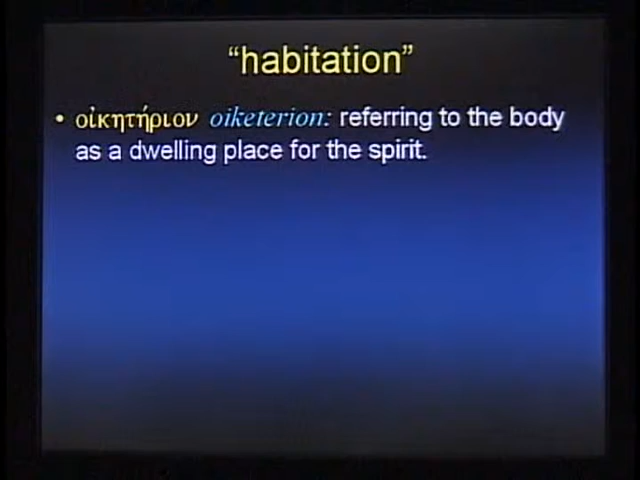 “habitation”
• οἰκητήριον oiketerion: referring to the body
as a dwelling place for the spirit.